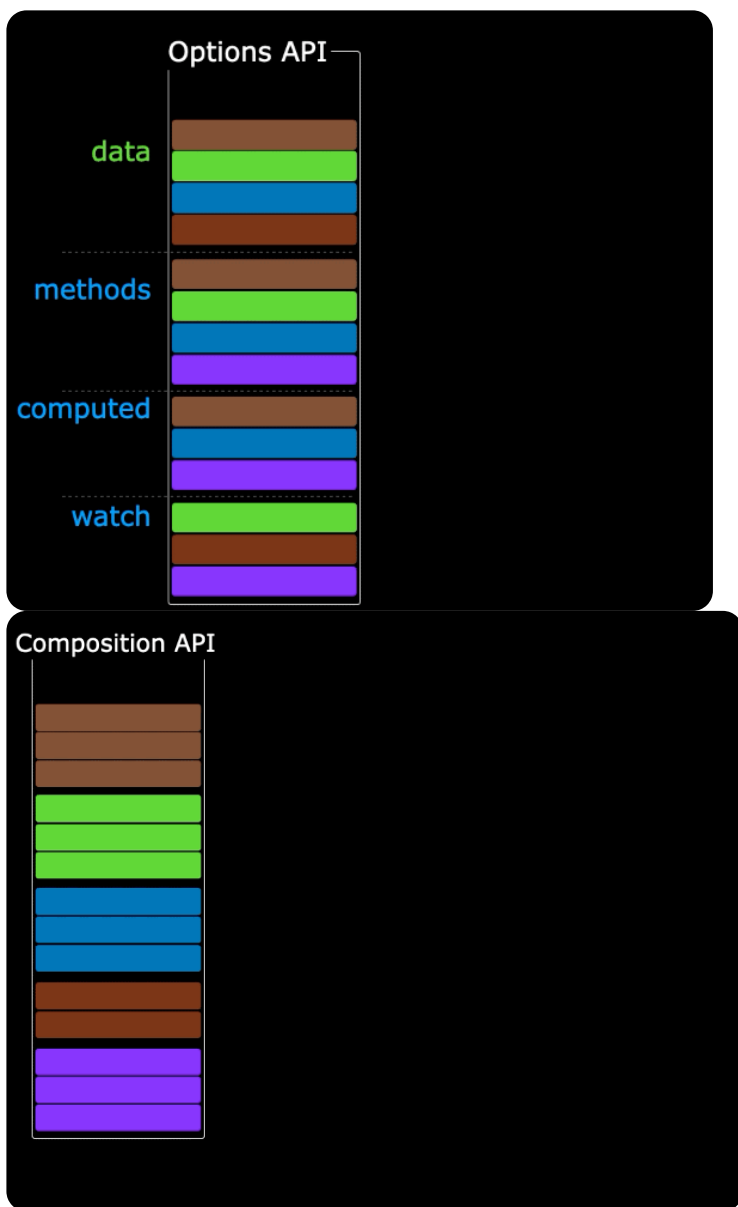 Options API
data
methods
computed
watch
Composition API